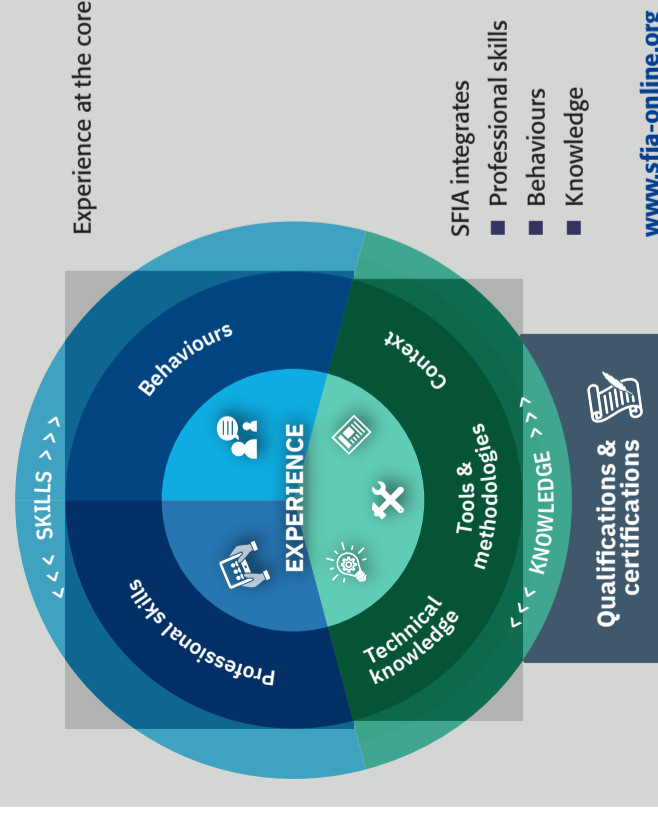 Experience at the core
< < < SKILLS > > >
Professional skills
Behaviours
EXPERIENCE
Context
Tools &
methodologies
Technical
knowledge
< < < KNOWLEDGE > > >
Qualifications &
certifications
SFIA integrates
■ Professional skills
■ Behaviours
■ Knowledge
www.sfia-online.org